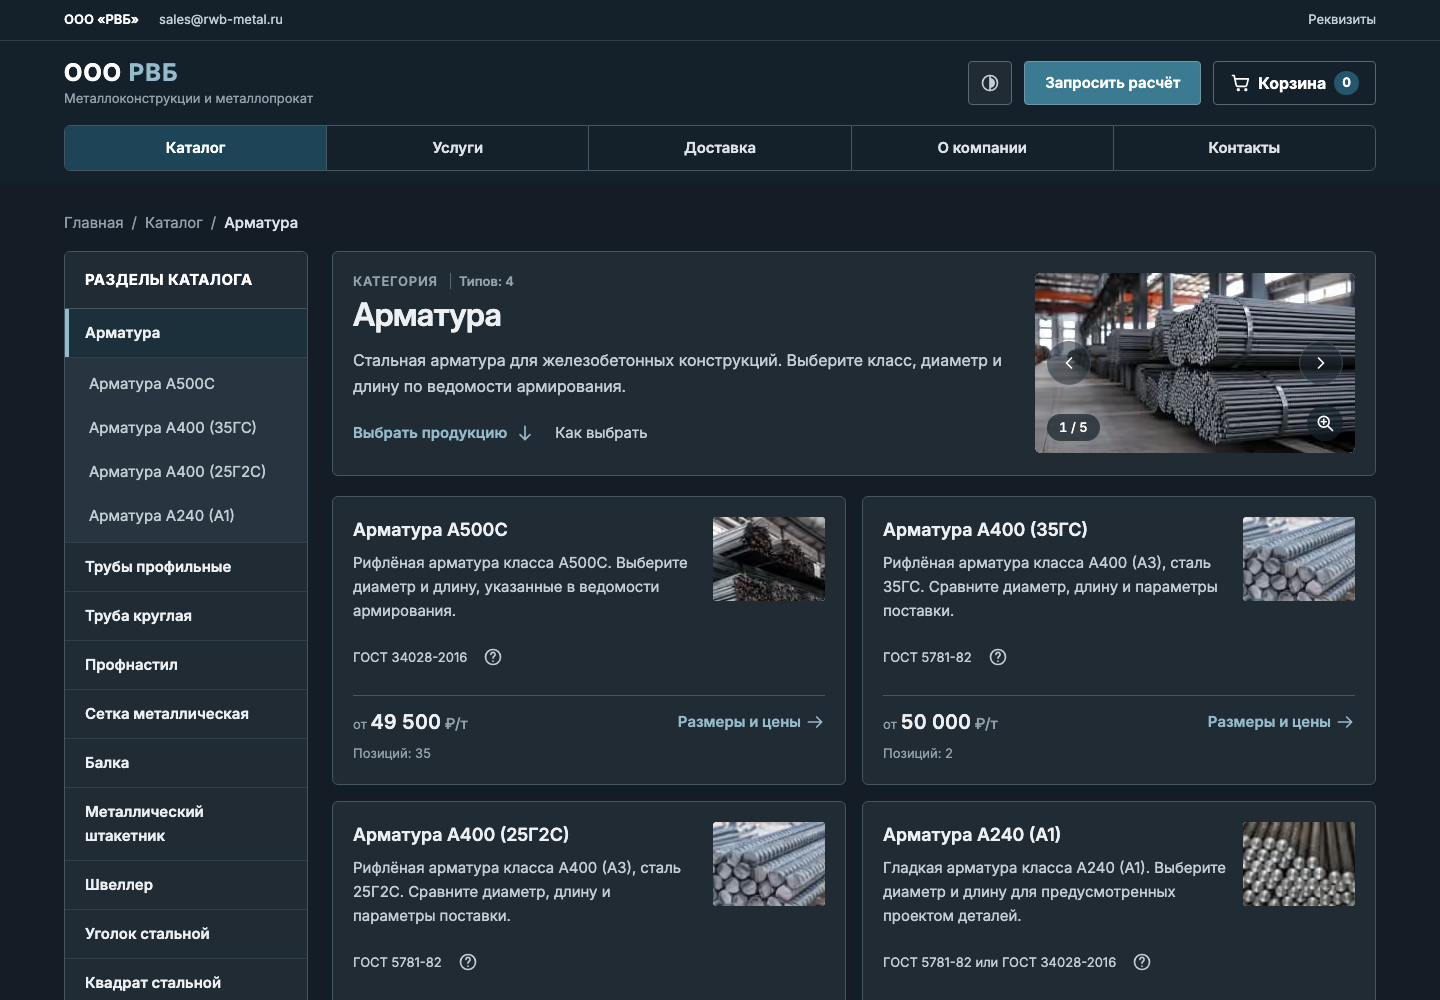 ООО «РВБ» sales@rwb-metal.ru Реквизиты
ООО РВБ
Металлоконструкции и металлопрокат
Запросить расчёт
Корзина 0
Каталог Услуги Доставка О компании Контакты
Главная / Каталог / Арматура
РАЗДЕЛЫ КАТАЛОГА
Арматура
Арматура А500С
Арматура А400 (35ГС)
Арматура А400 (25Г2С)
Арматура А240 (А1)
Трубы профильные
Труба круглая
Профнастил
Сетка металлическая
Балка
Металлический
штакетник
Швеллер
Уголок стальной
Квадрат стальной
КАТЕГОРИЯ Типов: 4
Арматура
Стальная арматура для железобетонных конструкций. Выберите класс, диаметр и
длину по ведомости армирования.
Выбрать продукцию ↓ Как выбрать
1 / 5
Арматура А500С
Рифлёная арматура класса А500С. Выберите
диаметр и длину, указанные в ведомости
армирования.
ГОСТ 34028-2016 ?
от 49 500 ₽/т Размеры и цены →
Позиций: 35
Арматура А400 (35ГС)
Рифлёная арматура класса А400 (А3), сталь
35ГС. Сравните диаметр, длину и параметры
поставки.
ГОСТ 5781-82 ?
от 50 000 ₽/т Размеры и цены →
Позиций: 2
Арматура А400 (25Г2С)
Рифлёная арматура класса А400 (А3), сталь
25Г2С. Сравните диаметр, длину и
параметры поставки.
ГОСТ 5781-82 ?
Арматура А240 (А1)
Гладкая арматура класса А240 (А1). Выберите
диаметр и длину для предусмотренных
проектом деталей.
ГОСТ 5781-82 или ГОСТ 34028-2016 ?